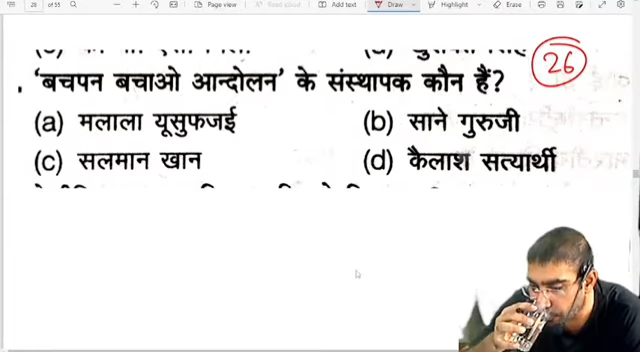 28 of 55
Page view
Read aloud
Add text
Draw
Highlight
Erase
26
'बचपन बचाओ आन्दोलन' के संस्थापक कौन हैं?
(a) मलाला यूसुफजई
(b) साने गुरुजी
(c) सलमान खान
(d) कैलाश सत्यार्थी